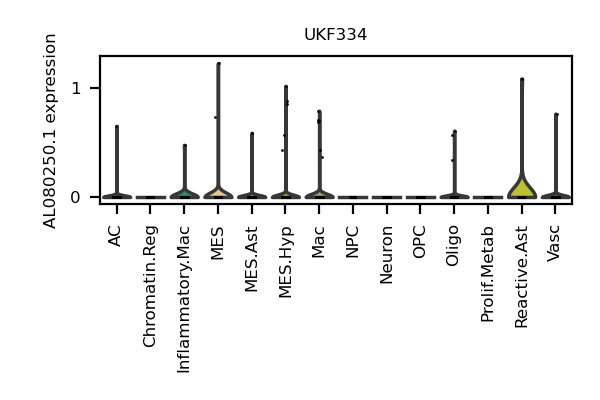 UKF334
AL080250.1 expression
1
0
AC
Chromatin.Reg
Inflammatory.Mac
MES
MES.Ast
MES.Hyp
Mac
NPC
Neuron
OPC
Oligo
Prolif.Metab
Reactive.Ast
Vasc